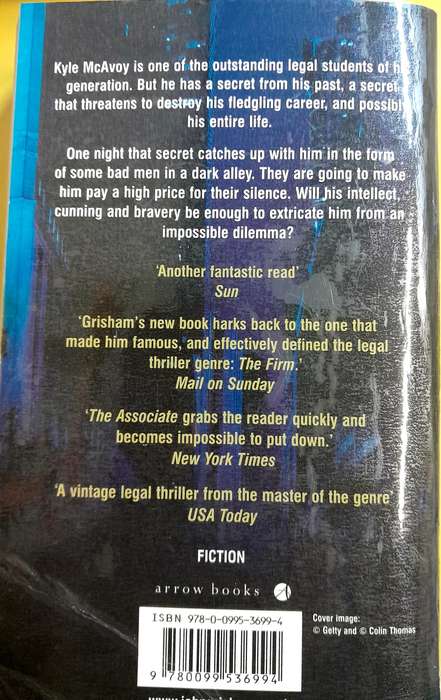 Kyle McAvoy is one of the outstanding legal students of
generation. But he has a secret from his past, a secret
that threatens to destroy his fledgling career, and possibl
his entire life.
One night that secret catches up with him in the form
of some bad men in a dark alley. They are going to make
him pay a high price for their silence. Will his intellect,
cunning and bravery be enough to extricate him from an
impossible dilemma?
'Another fantastic read'
Sun
'Grisham's new book harks back to the one that
made him famous, and effectively defined the legal
thriller genre: The Firm.'
Mail on Sunday
'The Associate grabs the reader quickly and
becomes impossible to put down.'
New York Times
'A vintage legal thriller from the master of the genre'
USA Today
FICTION
arrow books
ISBN 978-0-0995-3699-4
Cover image:
© Getty and © Colin Thomas
9 780099 536994